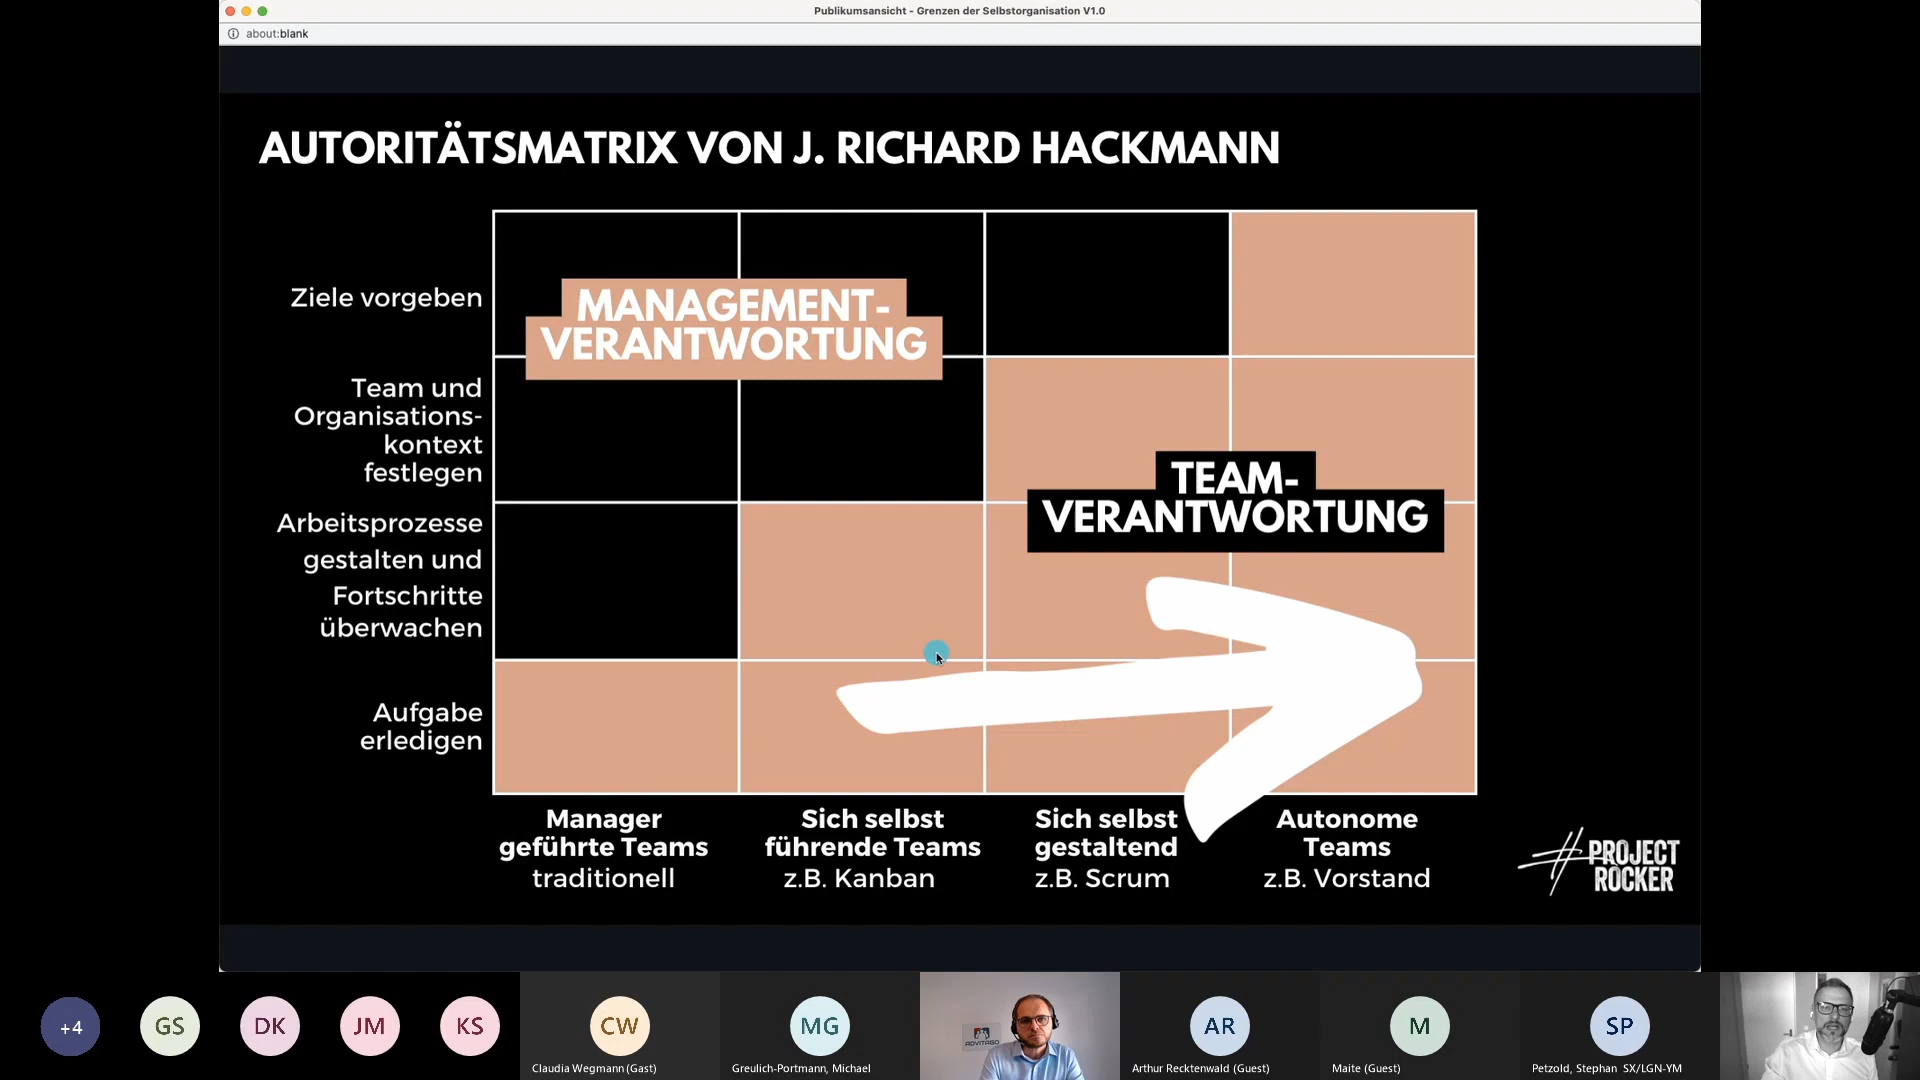 Publikumsansicht - Grenzen der Selbstorganisation V1.0
about:blank
AUTORITÄTSMATRIX VON J. RICHARD HACKMANN
Ziele vorgeben
MANAGEMENT-
VERANTWORTUNG
Team und
Organisations-
kontext
festlegen
TEAM-
VERANTWORTUNG
Arbeitsprozesse
gestalten und
Fortschritte
überwachen
Aufgabe
erledigen
Manager
geführte Teams
traditionell
Sich selbst
führende Teams
z.B. Kanban
Sich selbst
gestaltend
z.B. Scrum
Autonome
Teams
z.B. Vorstand
#PROJECT
ROCKER
+4
GS
DK
JM
KS
CW
Claudia Wegmann (Gast)
MG
Greulich-Portmann, Michael
ADVITAGO
AR
Arthur Recktenwald (Guest)
M
Maite (Guest)
SP
Petzold, Stephan SX/LGN-YM